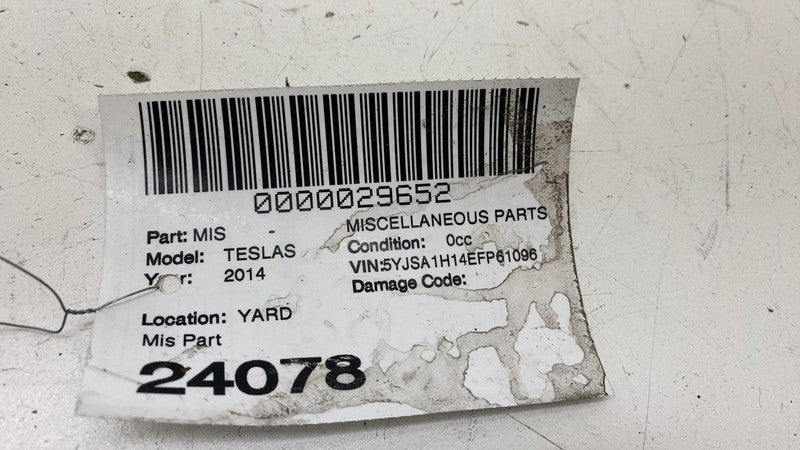 0000029652
Part: MIS - MISCELLANEOUS PARTS
Model: TESLAS Condition: 0cc
Year: 2014 VIN:5YJSA1H14EFP61096
Damage Code:
Location: YARD
Mis Part
24078